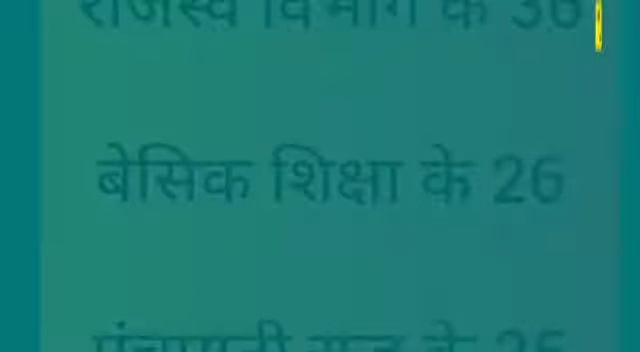 राजस्व विभाग के 36
बेसिक शिक्षा के 26
के